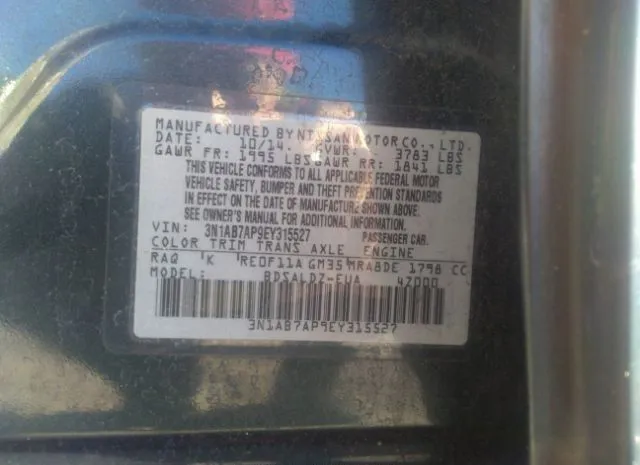 MANUFACTURED BY NISSAN MOTOR CO., LTD.
DATE: 10/14 GVWR: 3783 LBS
GAWR FR: 1995 LBS GAWR RR: 1841 LBS
THIS VEHICLE CONFORMS TO ALL APPLICABLE FEDERAL MOTOR
VEHICLE SAFETY, BUMPER AND THEFT PREVENTION STANDARDS
IN EFFECT ON THE DATE OF MANUFACTURE SHOWN ABOVE.
SEE OWNER'S MANUAL FOR ADDITIONAL INFORMATION.
VIN: 3N1AB7AP9EY315527 PASSENGER CAR.
COLOR TRIM TRANS AXLE ENGINE
RAQ K RE0F11A GM35 MRA8DE 1798 CC
MODEL: BDSALDZ-EUA 47000
3N1AB7AP9EY315527